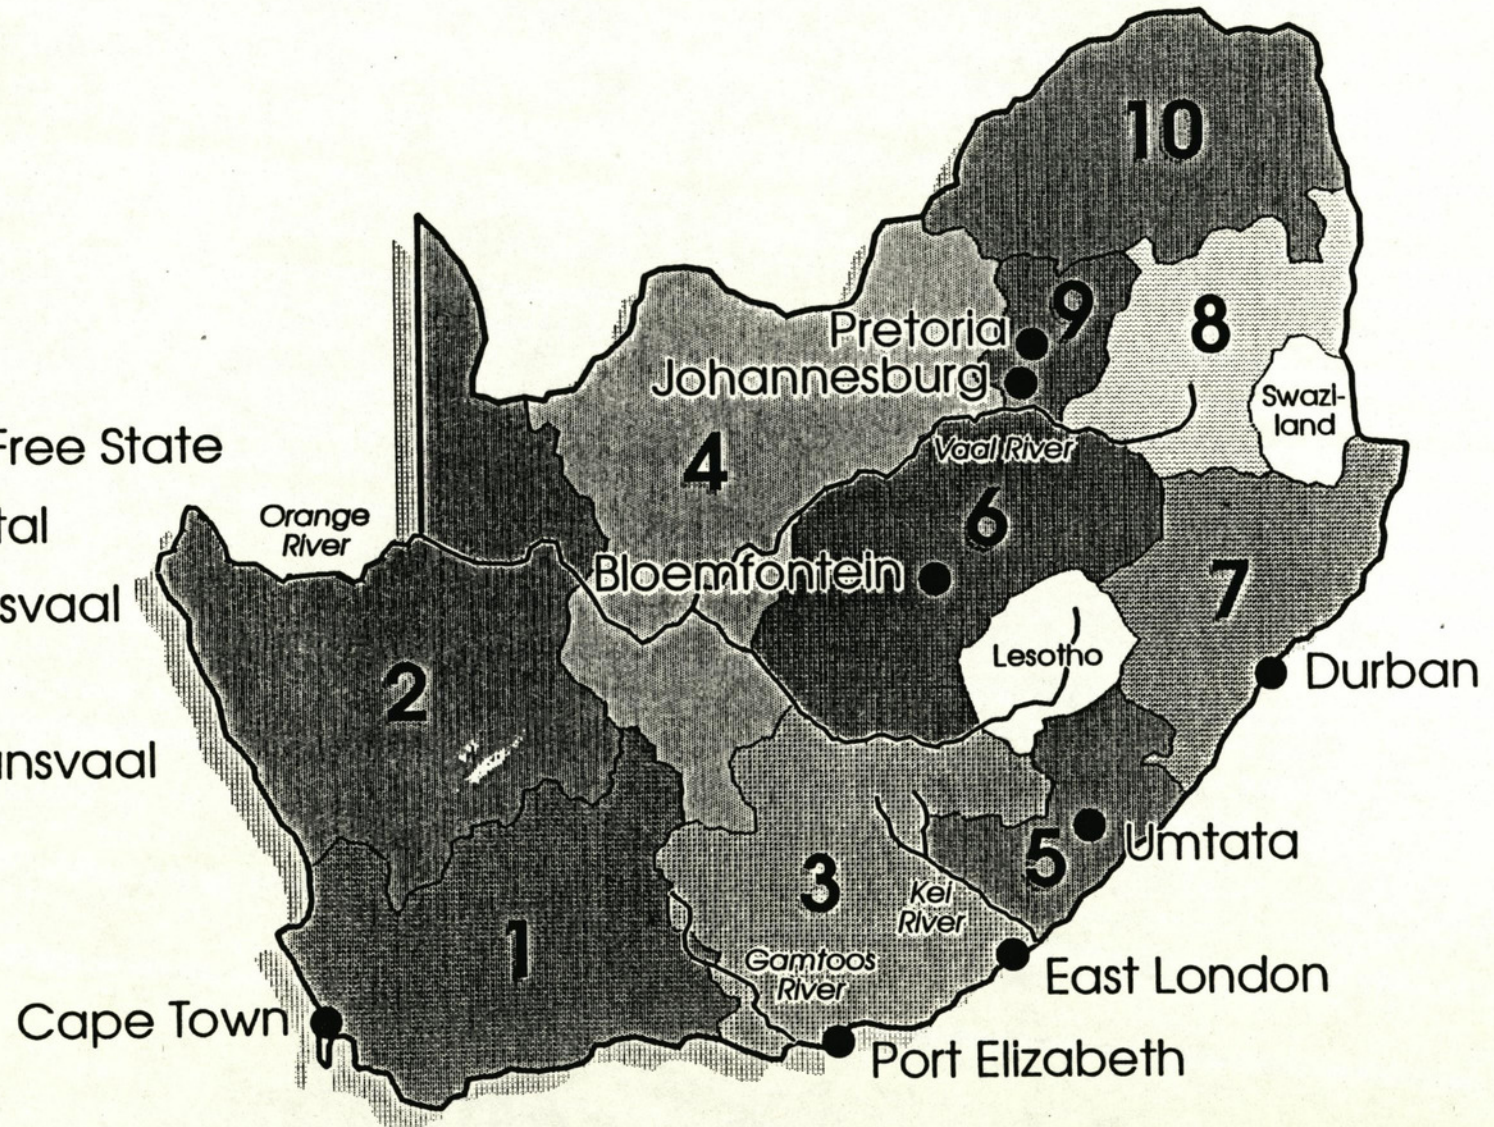 10
9
8
Pretoria
Johannesburg
Swazi-
land
4
Vaal River
Free State
6
Orange
River
tal
Bloemfontein
7
svaal
Lesotho
Durban
2
ansvaal
5
Umtata
3
Kei
River
1
Gamtoos
River
East London
Cape Town
Port Elizabeth